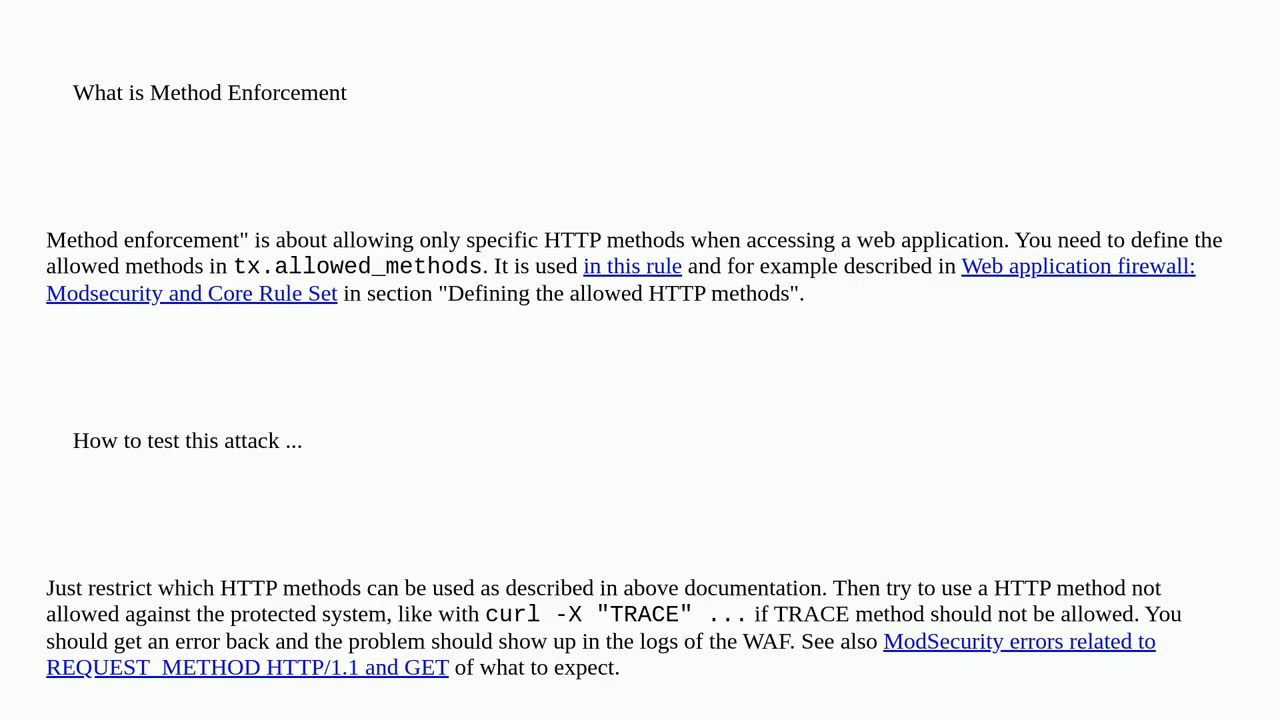 What is Method Enforcement
Method enforcement" is about allowing only specific HTTP methods when accessing a web application. You need to define the
allowed methods in tx.allowed_methods. It is used in this rule and for example described in Web application firewall:
Modsecurity and Core Rule Set in section "Defining the allowed HTTP methods".
How to test this attack ...
Just restrict which HTTP methods can be used as described in above documentation. Then try to use a HTTP method not
allowed against the protected system, like with curl -X "TRACE" ... if TRACE method should not be allowed. You
should get an error back and the problem should show up in the logs of the WAF. See also ModSecurity errors related to
REQUEST_METHOD HTTP/1.1 and GET of what to expect.